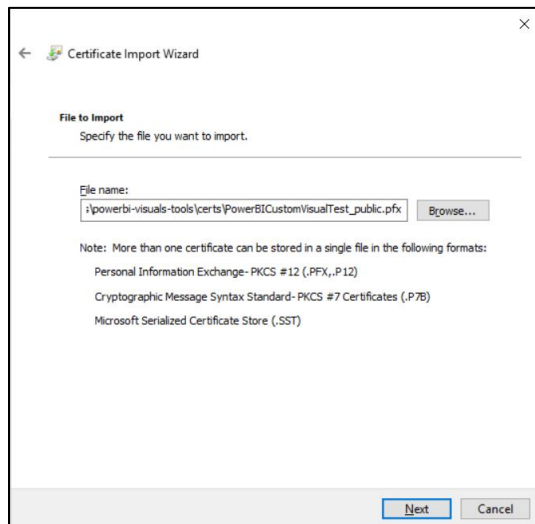 Certificate Import Wizard
File to Import
Specify the file you want to import.
File name:
:\powerbi-visuals-tools\certs\PowerBICustomVisualTest_public.pfx Browse...
Note: More than one certificate can be stored in a single file in the following formats:
Personal Information Exchange- PKCS #12 (.PFX,.P12)
Cryptographic Message Syntax Standard- PKCS #7 Certificates (.P7B)
Microsoft Serialized Certificate Store (.SST)
Next Cancel